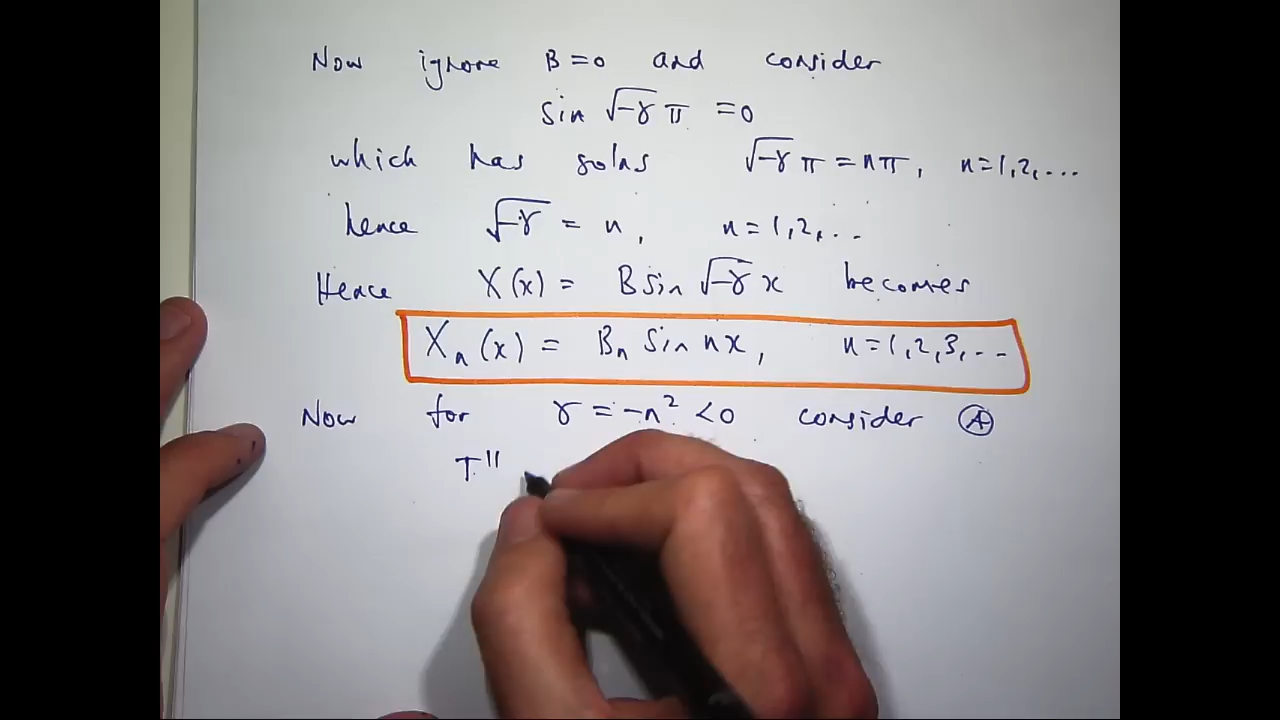 Now ignore B=0 and consider
sin √-γ π = 0
which has solns √-γ π = nπ, n=1,2,...
hence √-γ = n, n=1,2,...
Hence X(x) = B sin √-γ x becomes
Xₙ(x) = Bₙ sin nx, n=1,2,3,...
Now for γ = -n² < 0 consider Ⓐ
T''